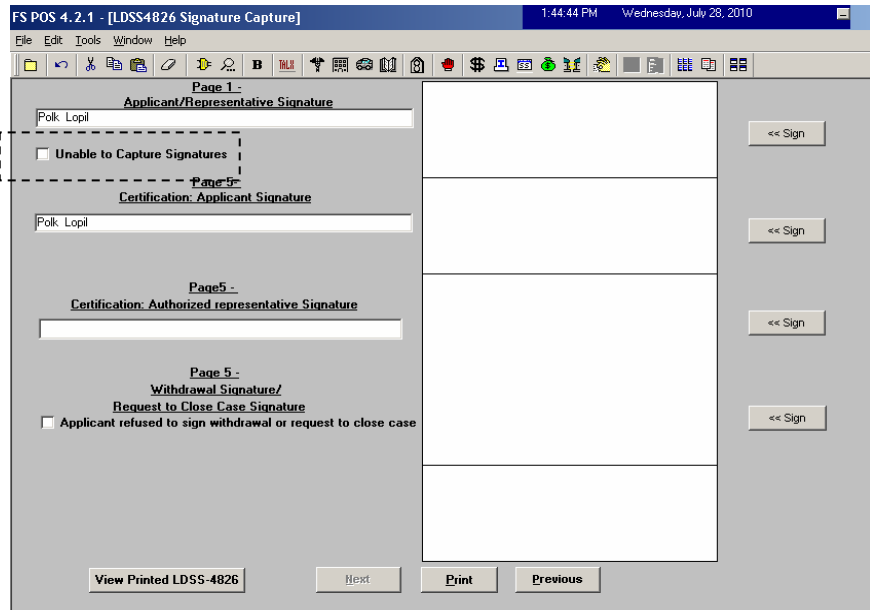 FS POS 4.2.1 - [LDSS4826 Signature Capture]
1:44:44 PM Wednesday, July 28, 2010
File Edit Tools Window Help
B TALX
Page 1 -
Applicant/Representative Signature
Polk Lopil
<< Sign
Unable to Capture Signatures
Page 5-
Certification: Applicant Signature
Polk Lopil
<< Sign
Page5 -
Certification: Authorized representative Signature
<< Sign
Page 5 -
Withdrawal Signature/
Request to Close Case Signature
Applicant refused to sign withdrawal or request to close case
<< Sign
View Printed LDSS-4826
Next
Print
Previous